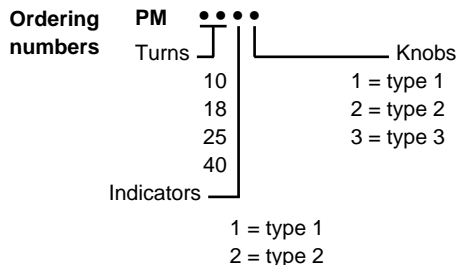 Ordering PM ● ● ● ●
numbers
Turns Knobs
10 1 = type 1
18 2 = type 2
25 3 = type 3
40
Indicators
1 = type 1
2 = type 2